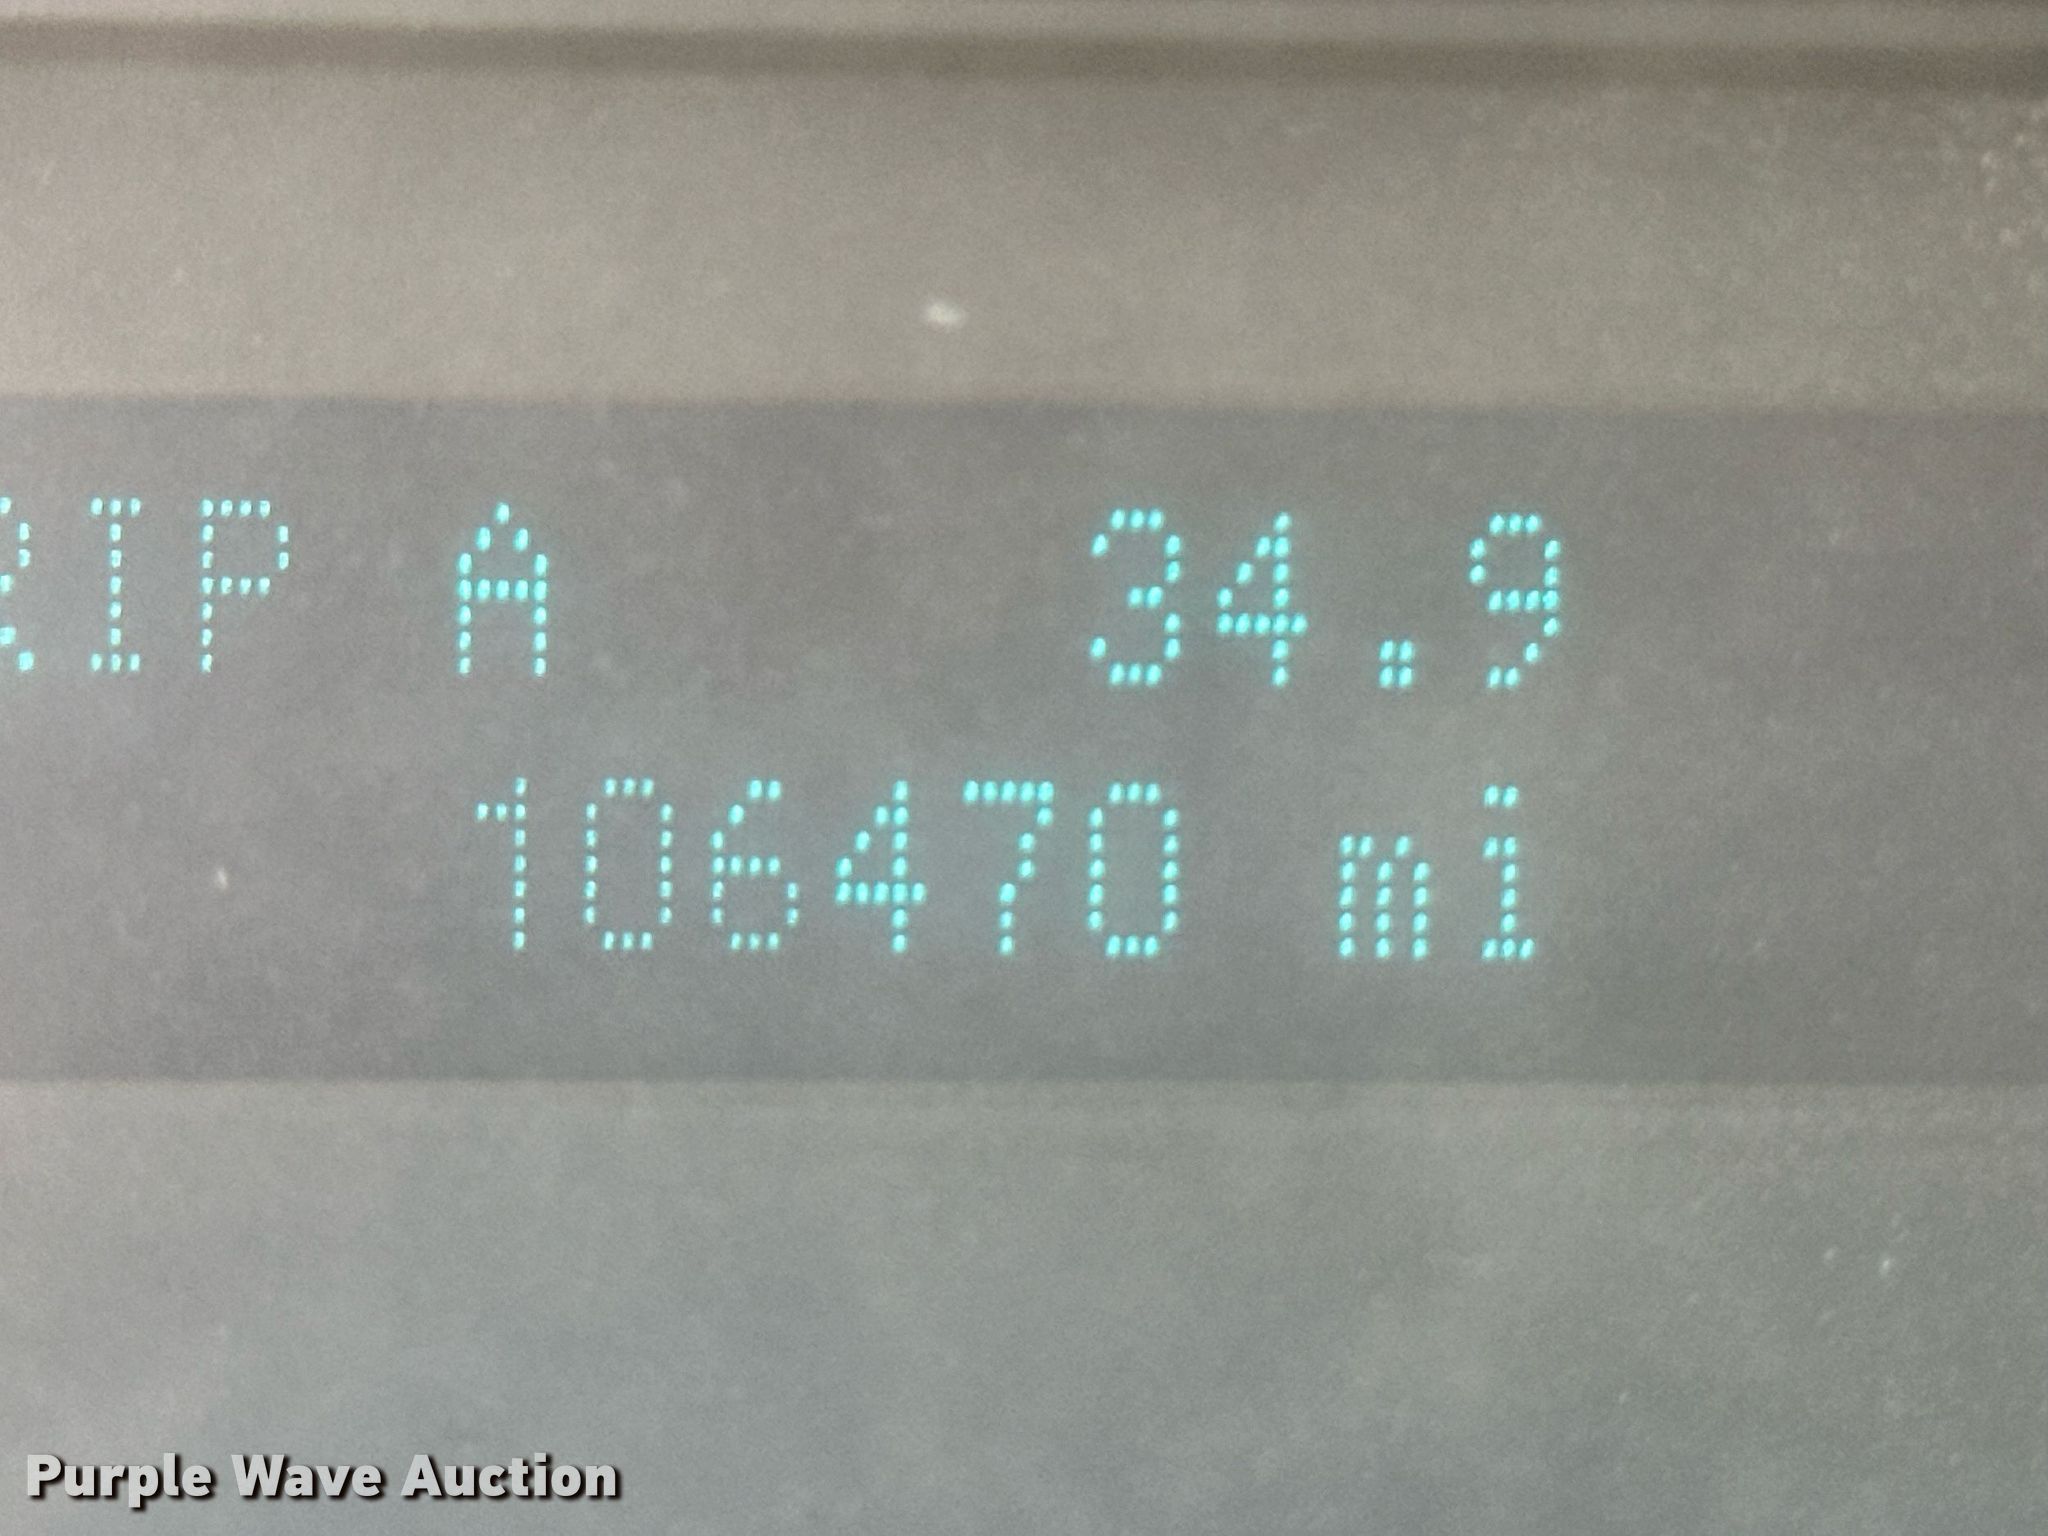 RIP A 34.9
106470 mi
Purple Wave Auction